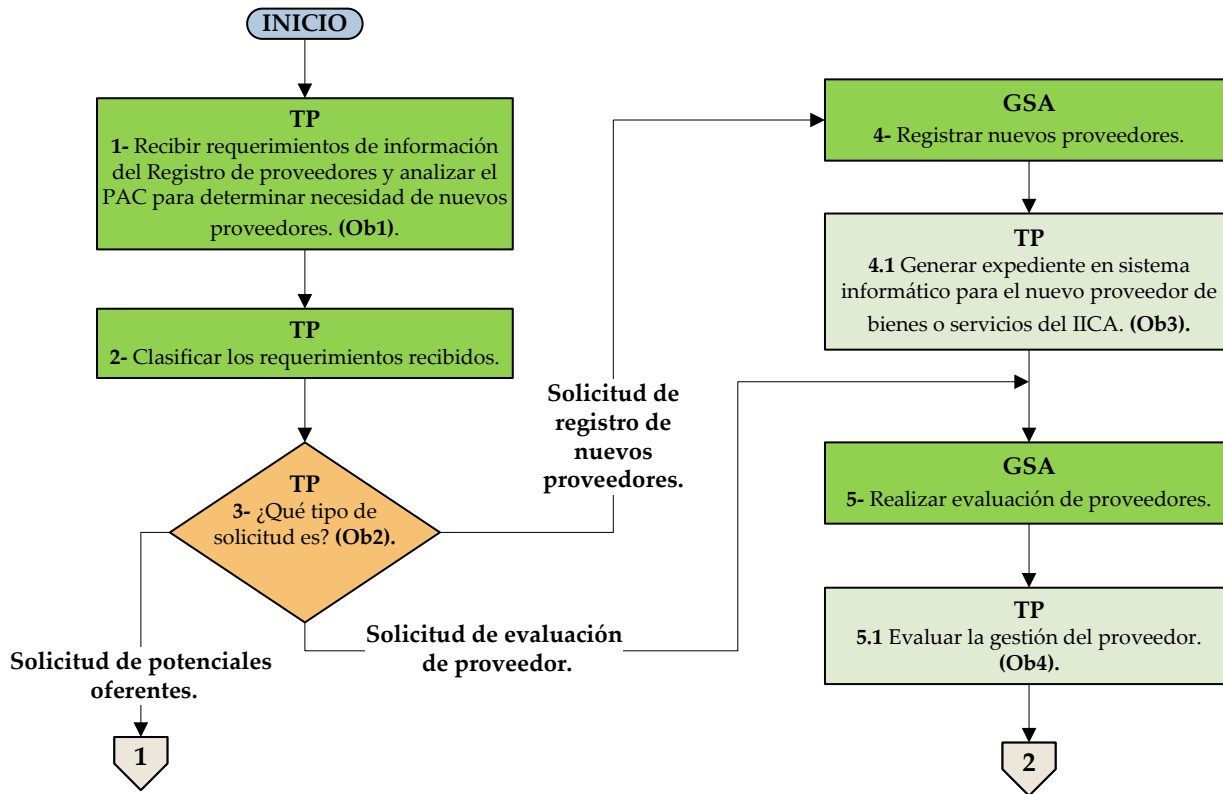 INICIO
TP
1- Recibir requerimientos de información
del Registro de proveedores y analizar el
PAC para determinar necesidad de nuevos
proveedores. (Ob1).
TP
2- Clasificar los requerimientos recibidos.
TP
3- ¿Qué tipo de
solicitud es? (Ob2).
Solicitud de potenciales
oferentes.
1
Solicitud de evaluación
de proveedor.
Solicitud de
registro de
nuevos
proveedores.
GSA
4- Registrar nuevos proveedores.
TP
4.1 Generar expediente en sistema
informático para el nuevo proveedor de
bienes o servicios del IICA. (Ob3).
GSA
5- Realizar evaluación de proveedores.
TP
5.1 Evaluar la gestión del proveedor.
(Ob4).
2